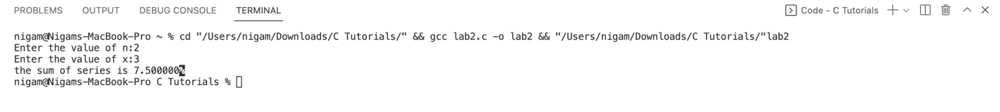 PROBLEMS OUTPUT DEBUG CONSOLE TERMINAL Code - C Tutorials
nigam@Nigams-MacBook-Pro ~ % cd "/Users/nigam/Downloads/C Tutorials/" && gcc lab2.c -o lab2 && "/Users/nigam/Downloads/C Tutorials/"lab2
Enter the value of n:2
Enter the value of x:3
the sum of series is 7.500000%
nigam@Nigams-MacBook-Pro C Tutorials %